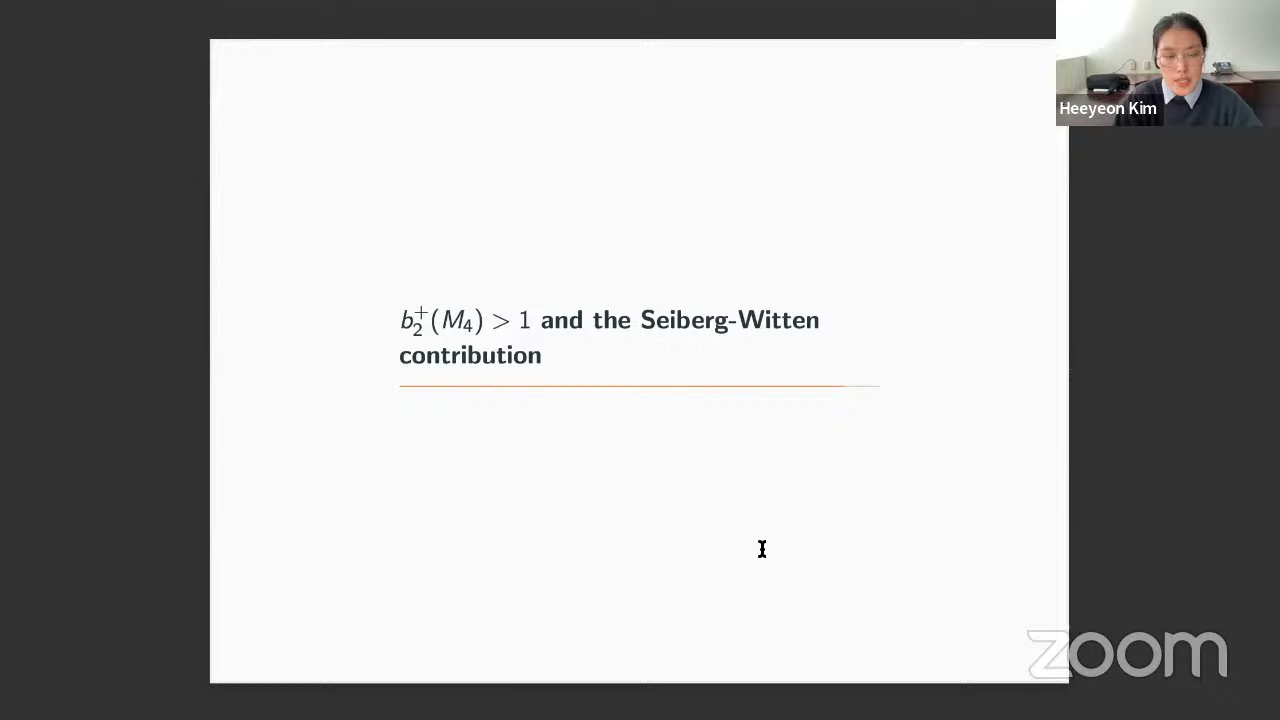 Heeyeon Kim
b₂⁺(M₄) > 1 and the Seiberg-Witten
contribution
zoom